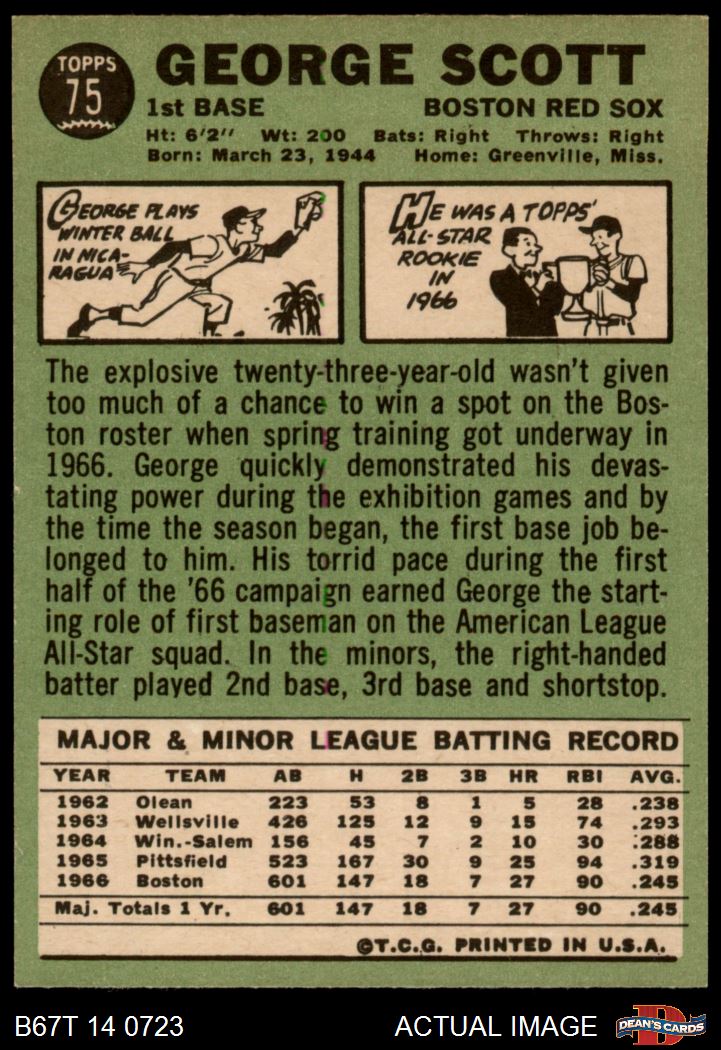 TOPPS
75
GEORGE SCOTT
1st BASE BOSTON RED SOX
Ht: 6'2" Wt: 200 Bats: Right Throws: Right
Born: March 23, 1944 Home: Greenville, Miss.
GEORGE PLAYS
WINTER BALL
IN NICA-
RAGUA
HE WAS A TOPPS'
ALL-STAR
ROOKIE
IN
1966
The explosive twenty-three-year-old wasn't given
too much of a chance to win a spot on the Bos-
ton roster when spring training got underway in
1966. George quickly demonstrated his devas-
tating power during the exhibition games and by
the time the season began, the first base job be-
longed to him. His torrid pace during the first
half of the '66 campaign earned George the start-
ing role of first baseman on the American League
All-Star squad. In the minors, the right-handed
batter played 2nd base, 3rd base and shortstop.
MAJOR & MINOR LEAGUE BATTING RECORD
YEAR TEAM AB H 2B 3B HR RBI AVG.
1962 Olean 223 53 8 1 5 28 .238
1963 Wellsville 426 125 12 9 15 74 .293
1964 Win.-Salem 156 45 7 2 10 30 .288
1965 Pittsfield 523 167 30 9 25 94 .319
1966 Boston 601 147 18 7 27 90 .245
Maj. Totals 1 Yr. 601 147 18 7 27 90 .245
©T.C.G. PRINTED IN U.S.A.
B67T 14 0723 ACTUAL IMAGE
D
DEAN'S CARDS